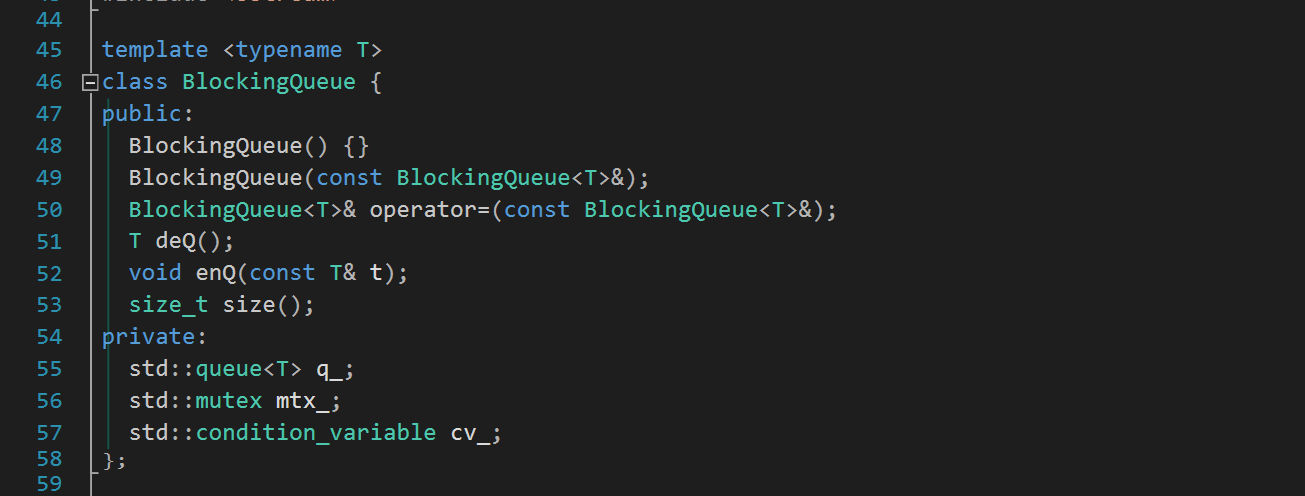 44
45 template <typename T>
46 class BlockingQueue {
47 public:
48 BlockingQueue() {}
49 BlockingQueue(const BlockingQueue<T>&);
50 BlockingQueue<T>& operator=(const BlockingQueue<T>&);
51 T deQ();
52 void enQ(const T& t);
53 size_t size();
54 private:
55 std::queue<T> q_;
56 std::mutex mtx_;
57 std::condition_variable cv_;
58 };
59